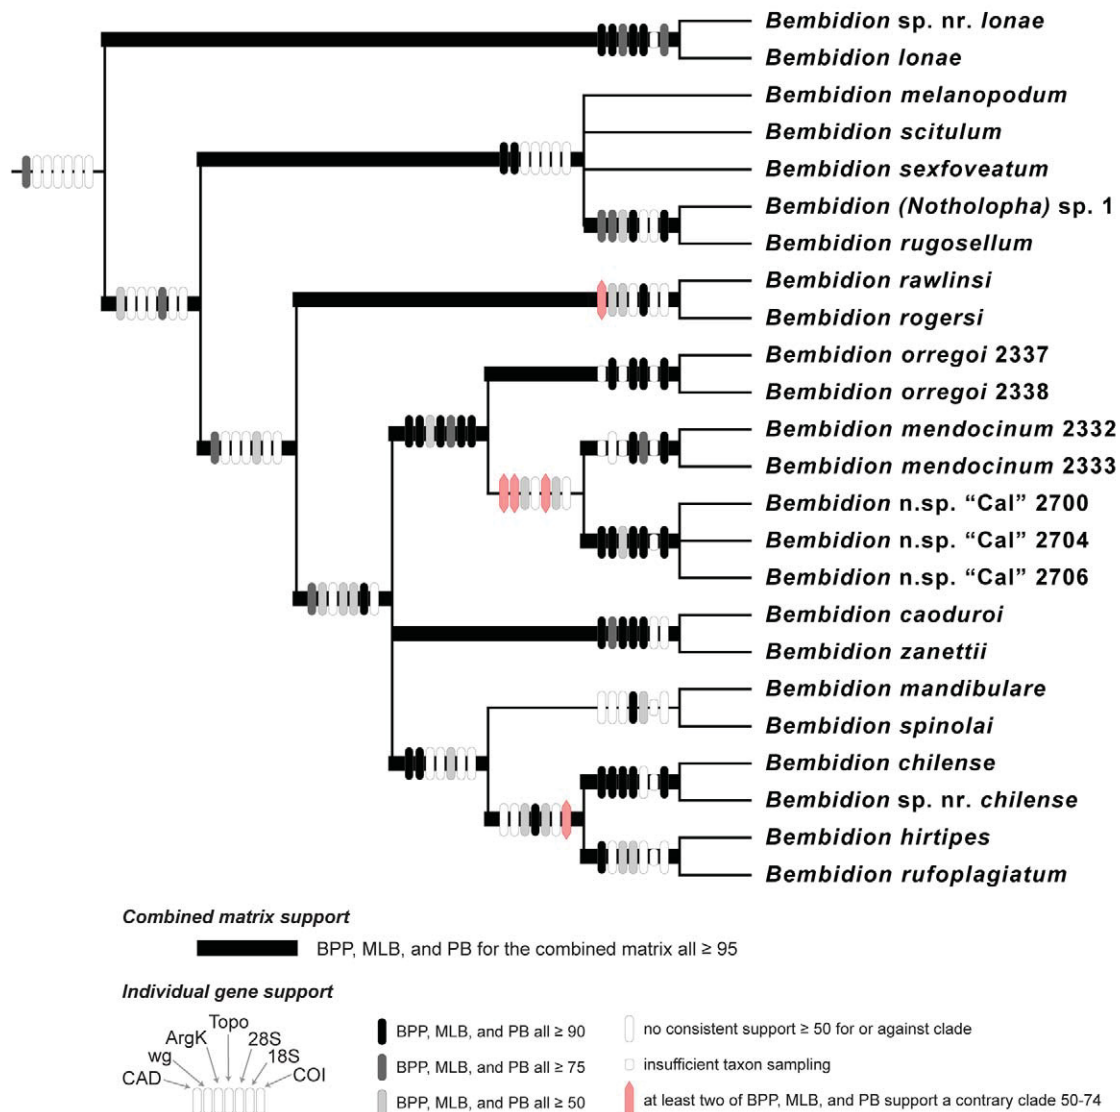 Bembidion sp. nr. Ionae
Bembidion Ionae
Bembidion melanopodum
Bembidion scitulum
Bembidion sexfoveatum
Bembidion (Notholopha) sp. 1
Bembidion rugosellum
Bembidion rawlinsi
Bembidion rogersi
Bembidion orregoi 2337
Bembidion orregoi 2338
Bembidion mendocinum 2332
Bembidion mendocinum 2333
Bembidion n.sp. “Cal” 2700
Bembidion n.sp. “Cal” 2704
Bembidion n.sp. “Cal” 2706
Bembidion caoduroi
Bembidion zanettii
Bembidion mandibulare
Bembidion spinolai
Bembidion chilense
Bembidion sp. nr. chilense
Bembidion hirtipes
Bembidion rufoplagiatum
Combined matrix support
BPP, MLB, and PB for the combined matrix all ≥ 95
Individual gene support
CAD
wg
ArgK
Topo
28S
18S
COI
BPP, MLB, and PB all ≥ 90
BPP, MLB, and PB all ≥ 75
BPP, MLB, and PB all ≥ 50
no consistent support ≥ 50 for or against clade
insufficient taxon sampling
at least two of BPP, MLB, and PB support a contrary clade 50-74